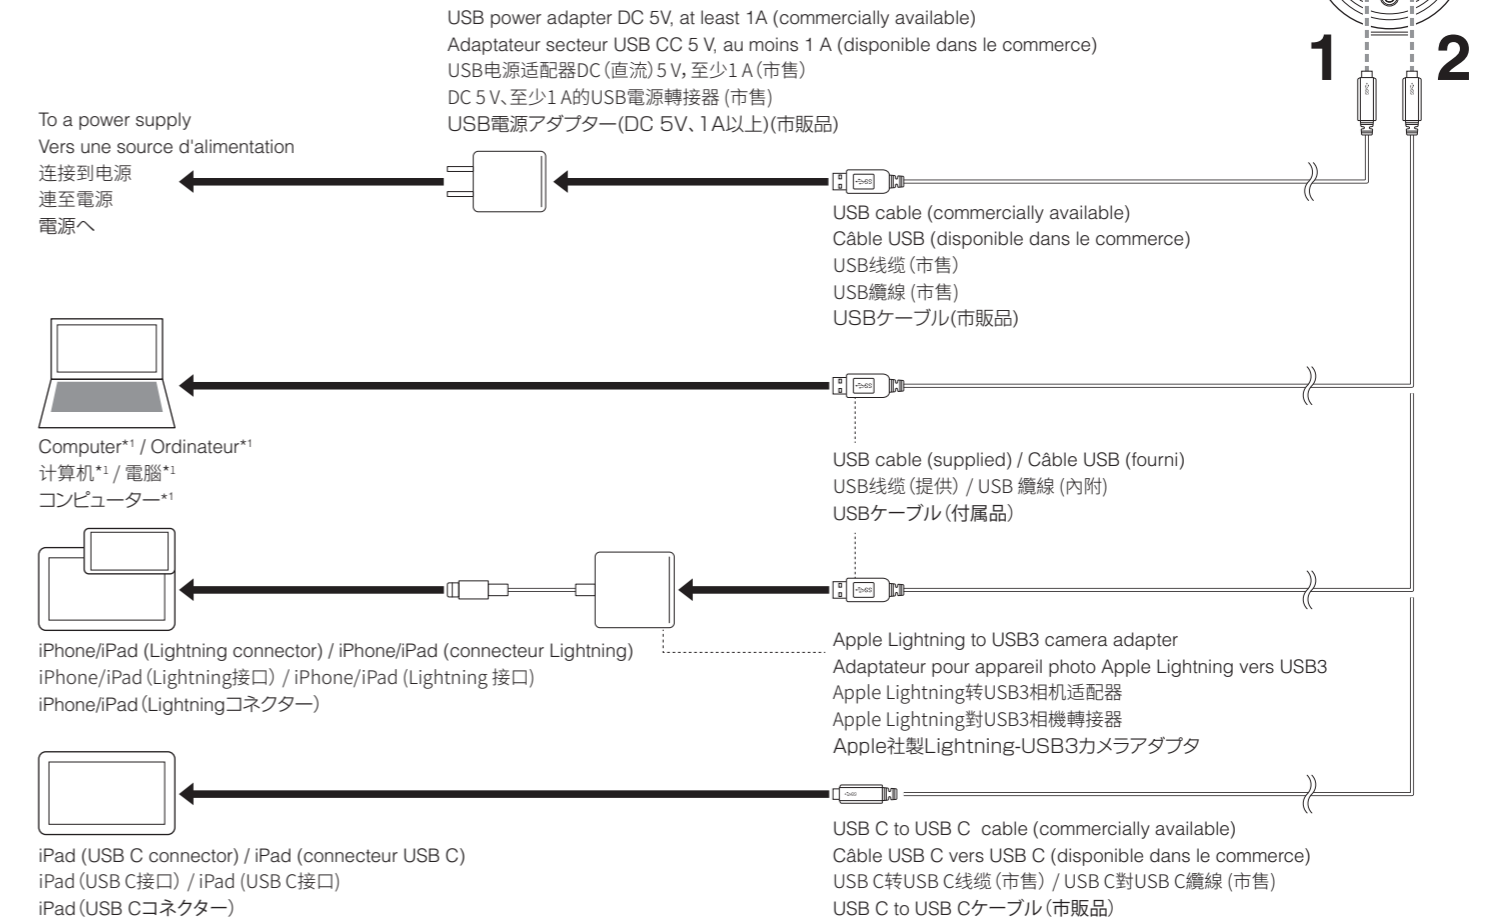 USB power adapter DC 5V, at least 1A (commercially available)
Adaptateur secteur USB CC 5 V, au moins 1 A (disponible dans le commerce)
USB电源适配器DC（直流）5 V，至少1 A（市售）
DC 5 V、至少1 A的USB電源轉接器 (市售)
USB電源アダプター(DC 5V、1A以上)(市販品)
1
2
To a power supply
Vers une source d'alimentation
连接到电源
連至電源
電源へ
USB cable (commercially available)
Câble USB (disponible dans le commerce)
USB线缆（市售）
USB纜線 (市售)
USBケーブル(市販品)
Computer*1 / Ordinateur*1
计算机*1 / 電腦*1
コンピューター*1
USB cable (supplied) / Câble USB (fourni)
USB线缆（提供）/ USB 纜線 (內附)
USBケーブル（付属品）
iPhone/iPad (Lightning connector) / iPhone/iPad (connecteur Lightning)
iPhone/iPad（Lightning接口）/ iPhone/iPad (Lightning 接口)
iPhone/iPad（Lightningコネクター）
Apple Lightning to USB3 camera adapter
Adaptateur pour appareil photo Apple Lightning vers USB3
Apple Lightning转USB3相机适配器
Apple Lightning對USB3相機轉接器
Apple社製Lightning-USB3カメラアダプタ
iPad (USB C connector) / iPad (connecteur USB C)
iPad（USB C接口）/ iPad (USB C接口)
iPad（USB Cコネクター）
USB C to USB C cable (commercially available)
Câble USB C vers USB C (disponible dans le commerce)
USB C转USB C线缆（市售）/ USB C對USB C纜線 (市售)
USB C to USB Cケーブル（市販品）